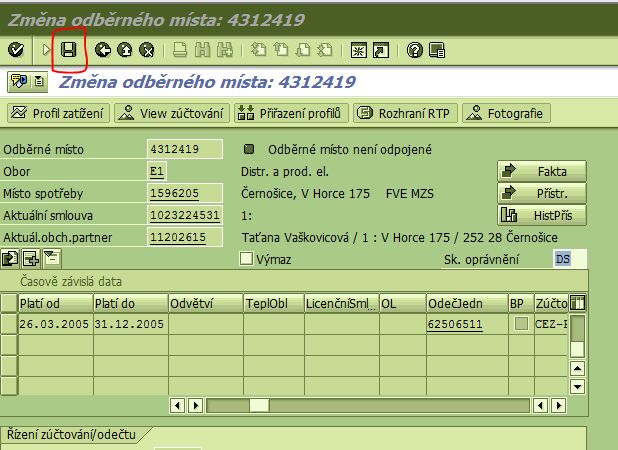 Změna odběrného místa: 4312419
Změna odběrného místa: 4312419
Profil zatížení View zúčtování Přiřazení profilů Rozhraní RTP Fotografie
Odběrné místo 4312419 Odběrné místo není odpojené
Obor E1 Distr. a prod. el. Fakta
Místo spotřeby 1596205 Černošice, V Horce 175 FVE MZS Přístr.
Aktuální smlouva 1023224531 1: HistPřís
Aktuál.obch.partner 11202615 Taťana Vaškovicová / 1 : V Horce 175 / 252 28 Černošice
Výmaz Sk. oprávnění DS
Časově závislá data
Platí od Platí do Odvětví TeplObl LicenčníSml... OL OdečJedn BP Zúčto
26.03.2005 31.12.2005 62506511 CEZ-
Řízení zúčtování/odečtu